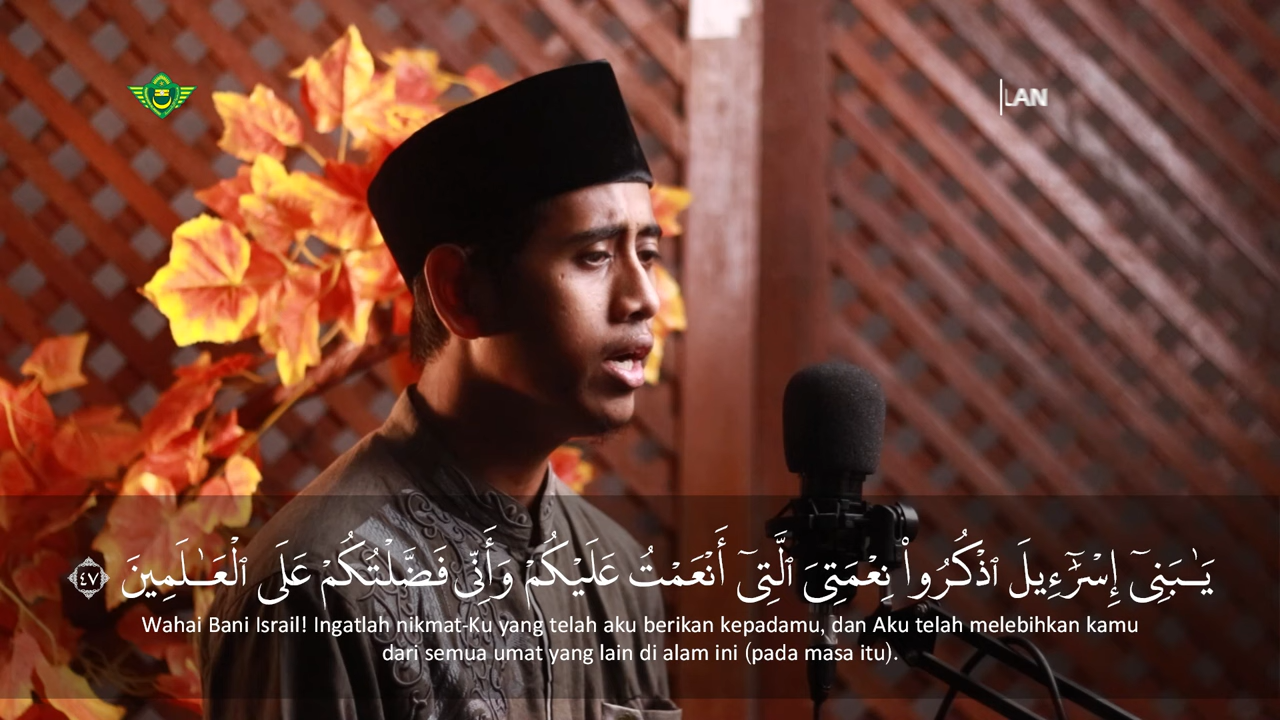 LAN
يَـٰبَنِىٓ إِسْرَٰٓءِيلَ ٱذْكُرُوا۟ نِعْمَتِىَ ٱلَّتِىٓ أَنْعَمْتُ عَلَيْكُمْ وَأَنِّى فَضَّلْتُكُمْ عَلَى ٱلْعَـٰلَمِينَ ٤٧
Wahai Bani Israil! Ingatlah nikmat-Ku yang telah aku berikan kepadamu, dan Aku telah melebihkan kamu
dari semua umat yang lain di alam ini (pada masa itu).